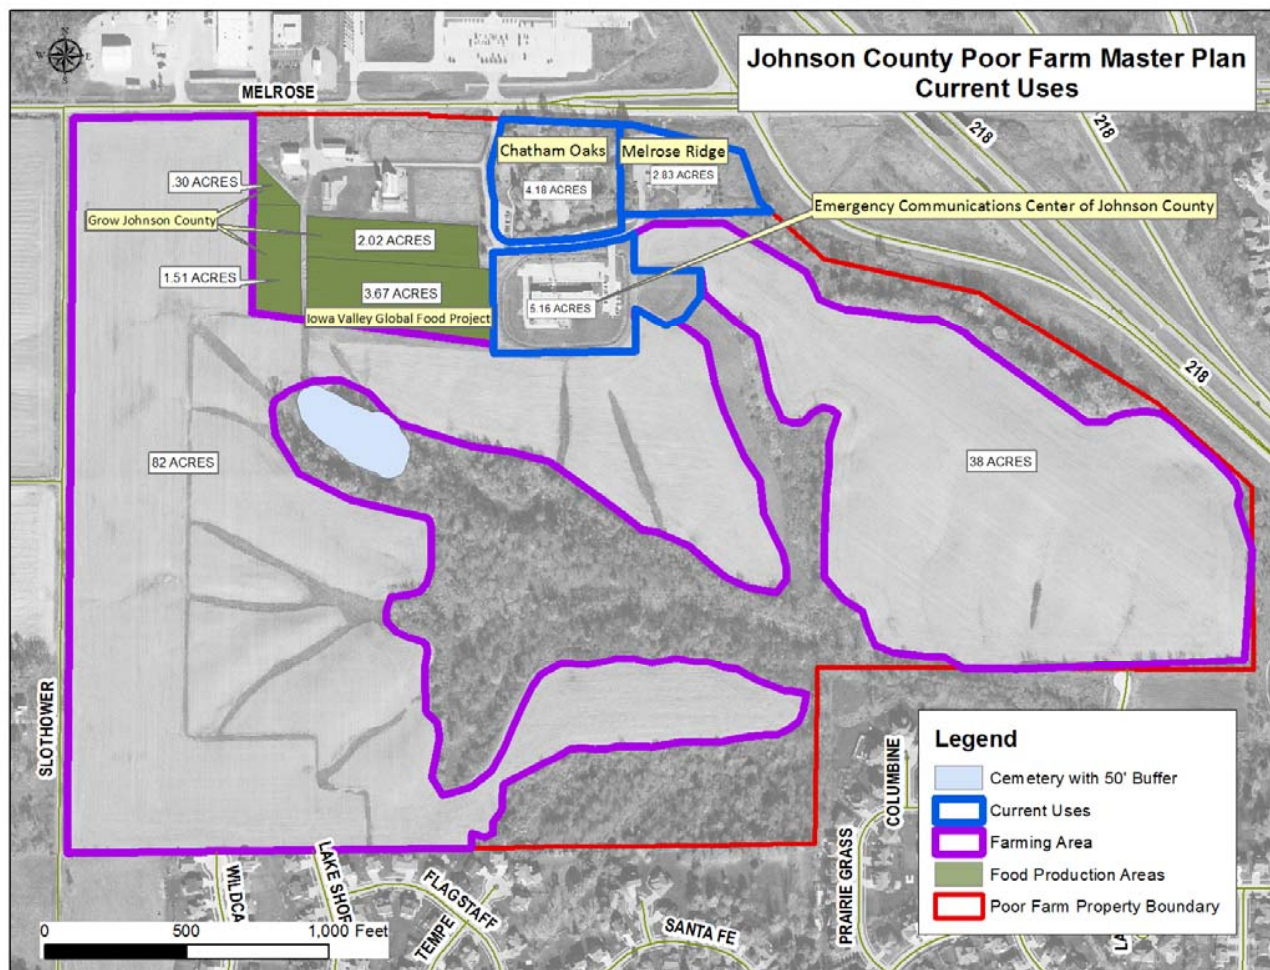 Johnson County Poor Farm Master Plan
Current Uses
N
W
E
S
MELROSE
218
218
Chatham Oaks
Melrose Ridge
.30 ACRES
4.18 ACRES
2.83 ACRES
Emergency Communications Center of Johnson County
Grow Johnson County
2.02 ACRES
1.51 ACRES
3.67 ACRES
5.16 ACRES
Iowa Valley Global Food Project
218
82 ACRES
38 ACRES
SLOTHOWER
Legend
Cemetery with 50' Buffer
Current Uses
Farming Area
Food Production Areas
Poor Farm Property Boundary
COLUMBINE
PRAIRIE GRASS
WILDCA
LAKE SHOR
FLAGSTAFF
TEMPE
SANTA FE
LA
0 500 1,000 Feet